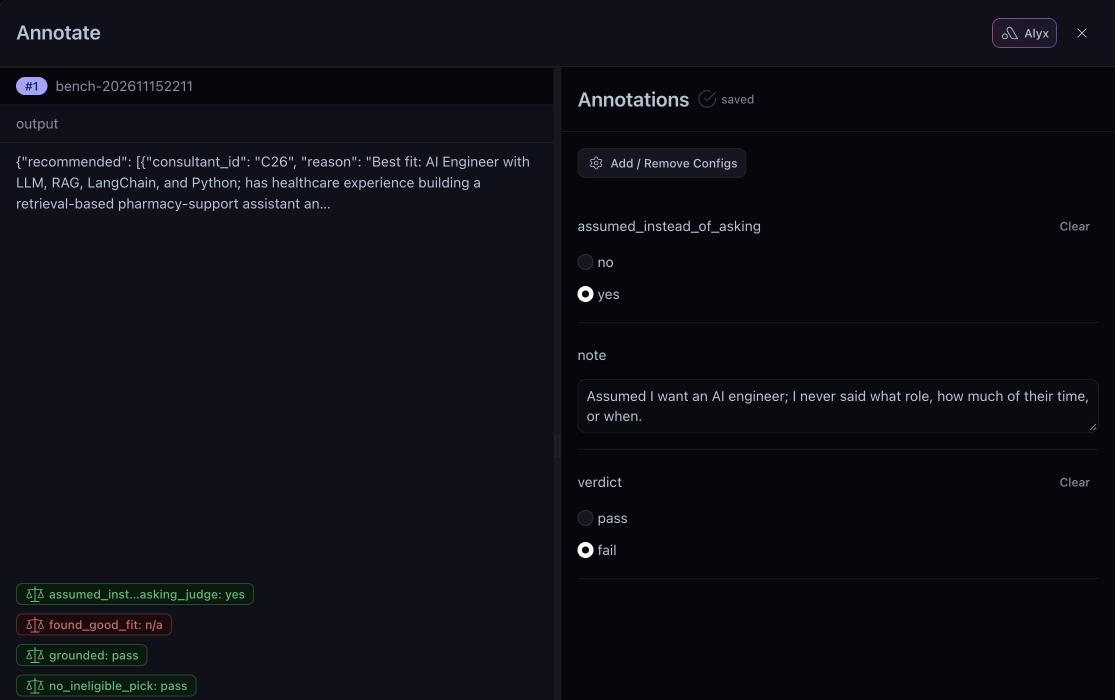 Annotate
Alyx
#1 bench-202611152211
output
{"recommended": [{"consultant_id": "C26", "reason": "Best fit: AI Engineer with
LLM, RAG, LangChain, and Python; has healthcare experience building a
retrieval-based pharmacy-support assistant an...
assumed_inst...asking_judge: yes
found_good_fit: n/a
grounded: pass
no_ineligible_pick: pass
Annotations saved
Add / Remove Configs
assumed_instead_of_asking Clear
no
yes
note
Assumed I want an AI engineer; I never said what role, how much of their time,
or when.
verdict Clear
pass
fail